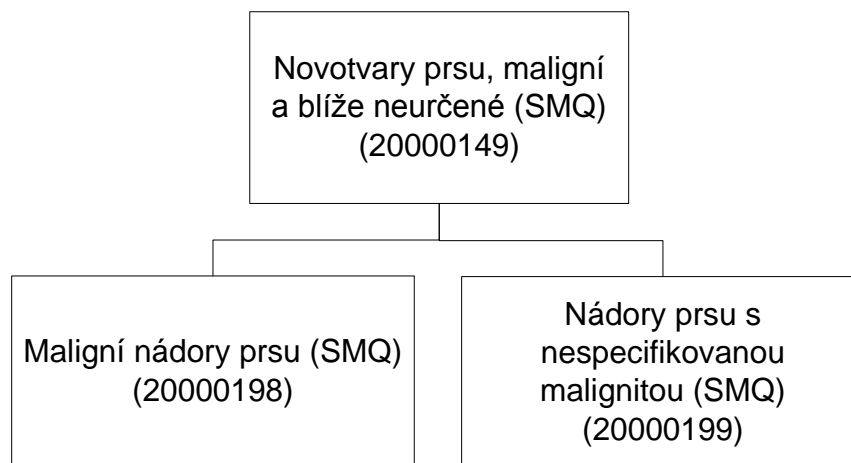 Novotvary prsu, maligní
a blíže neurčené (SMQ)
(20000149)
Maligní nádory prsu (SMQ)
(20000198)
Nádory prsu s
nespecifikovanou
malignitou (SMQ)
(20000199)